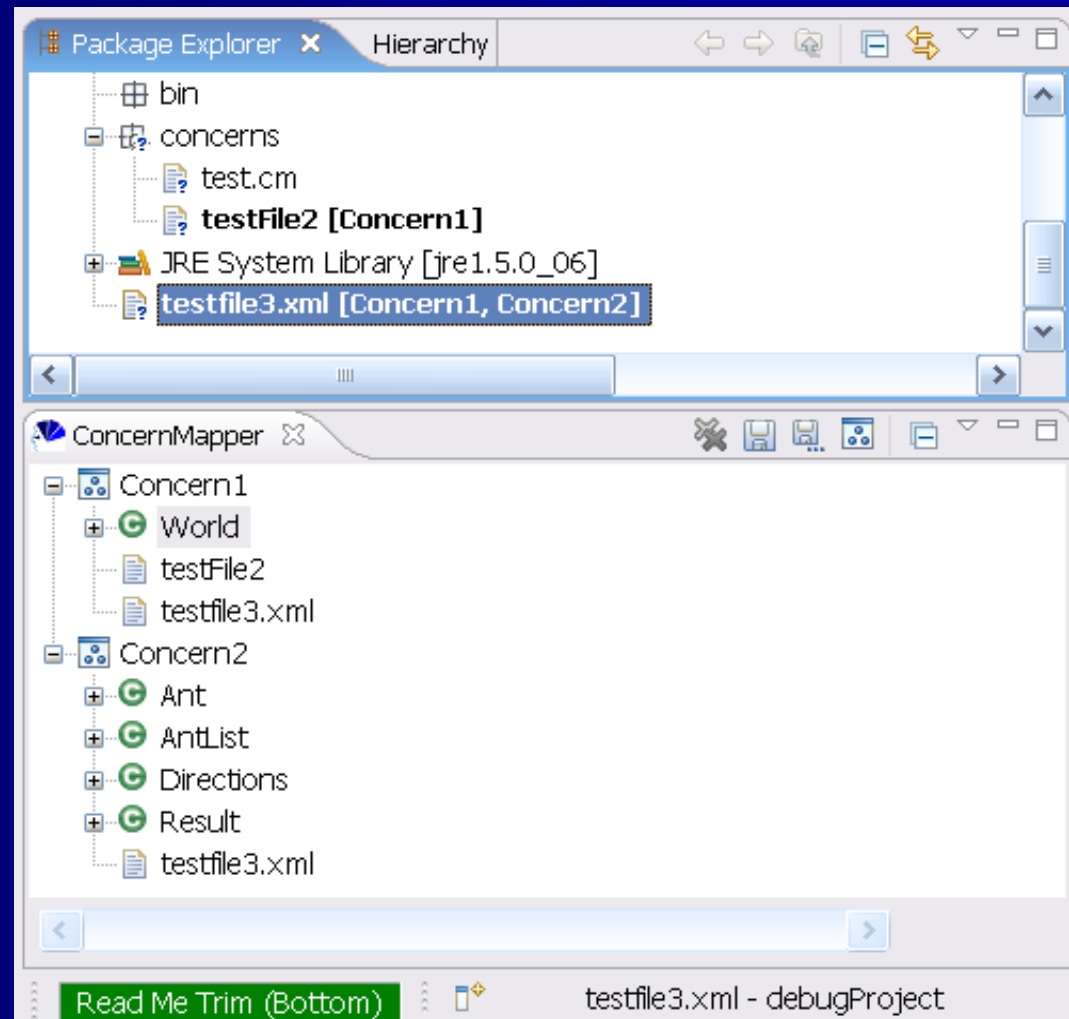 Package Explorer Hierarchy
bin
concerns
test.cm
testFile2 [Concern1]
JRE System Library [jre1.5.0_06]
testfile3.xml [Concern1, Concern2]
ConcernMapper
Concern1
World
testFile2
testfile3.xml
Concern2
Ant
AntList
Directions
Result
testfile3.xml
Read Me Trim (Bottom) testfile3.xml - debugProject